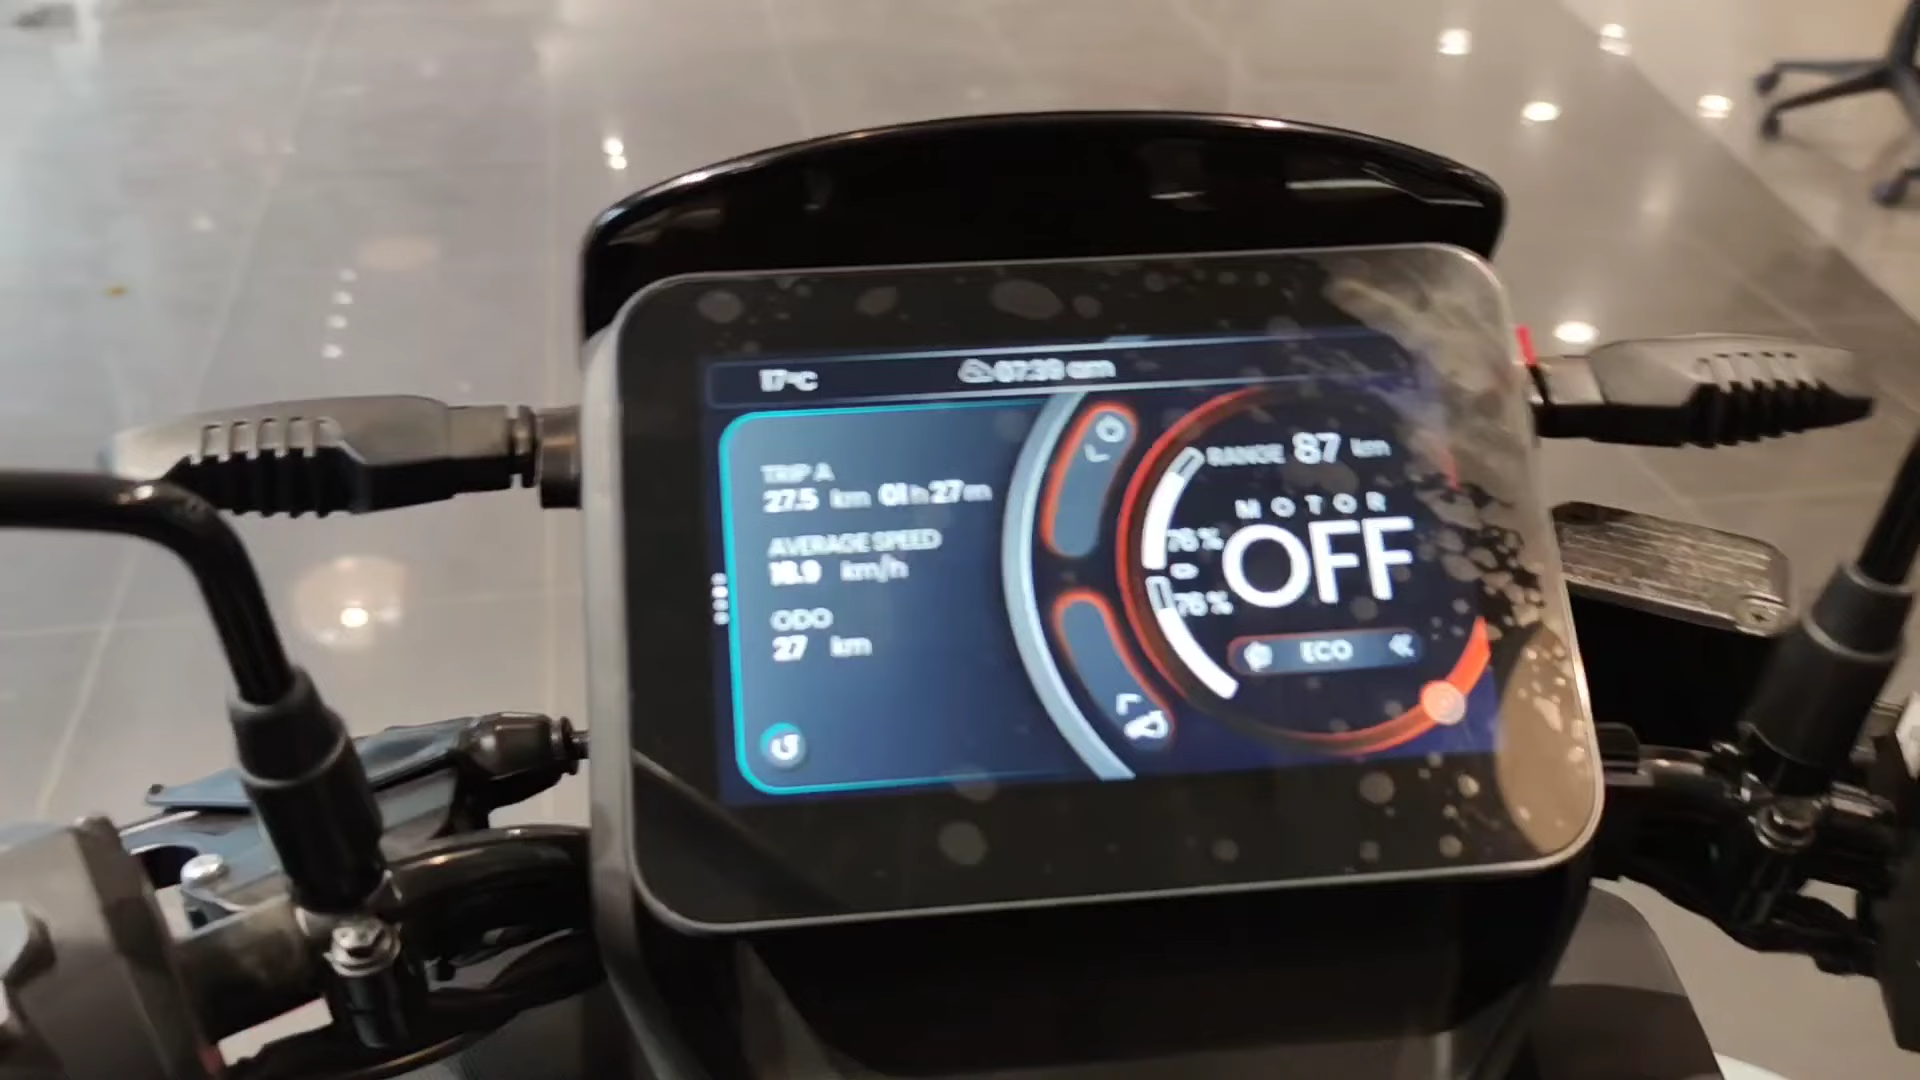 17°C
07:39 am
TRIP A
27.5 km 01h 27m
AVERAGE SPEED
18.9 km/h
ODO
27 km
RANGE 87 km
MOTOR
OFF
76%
76%
ECO